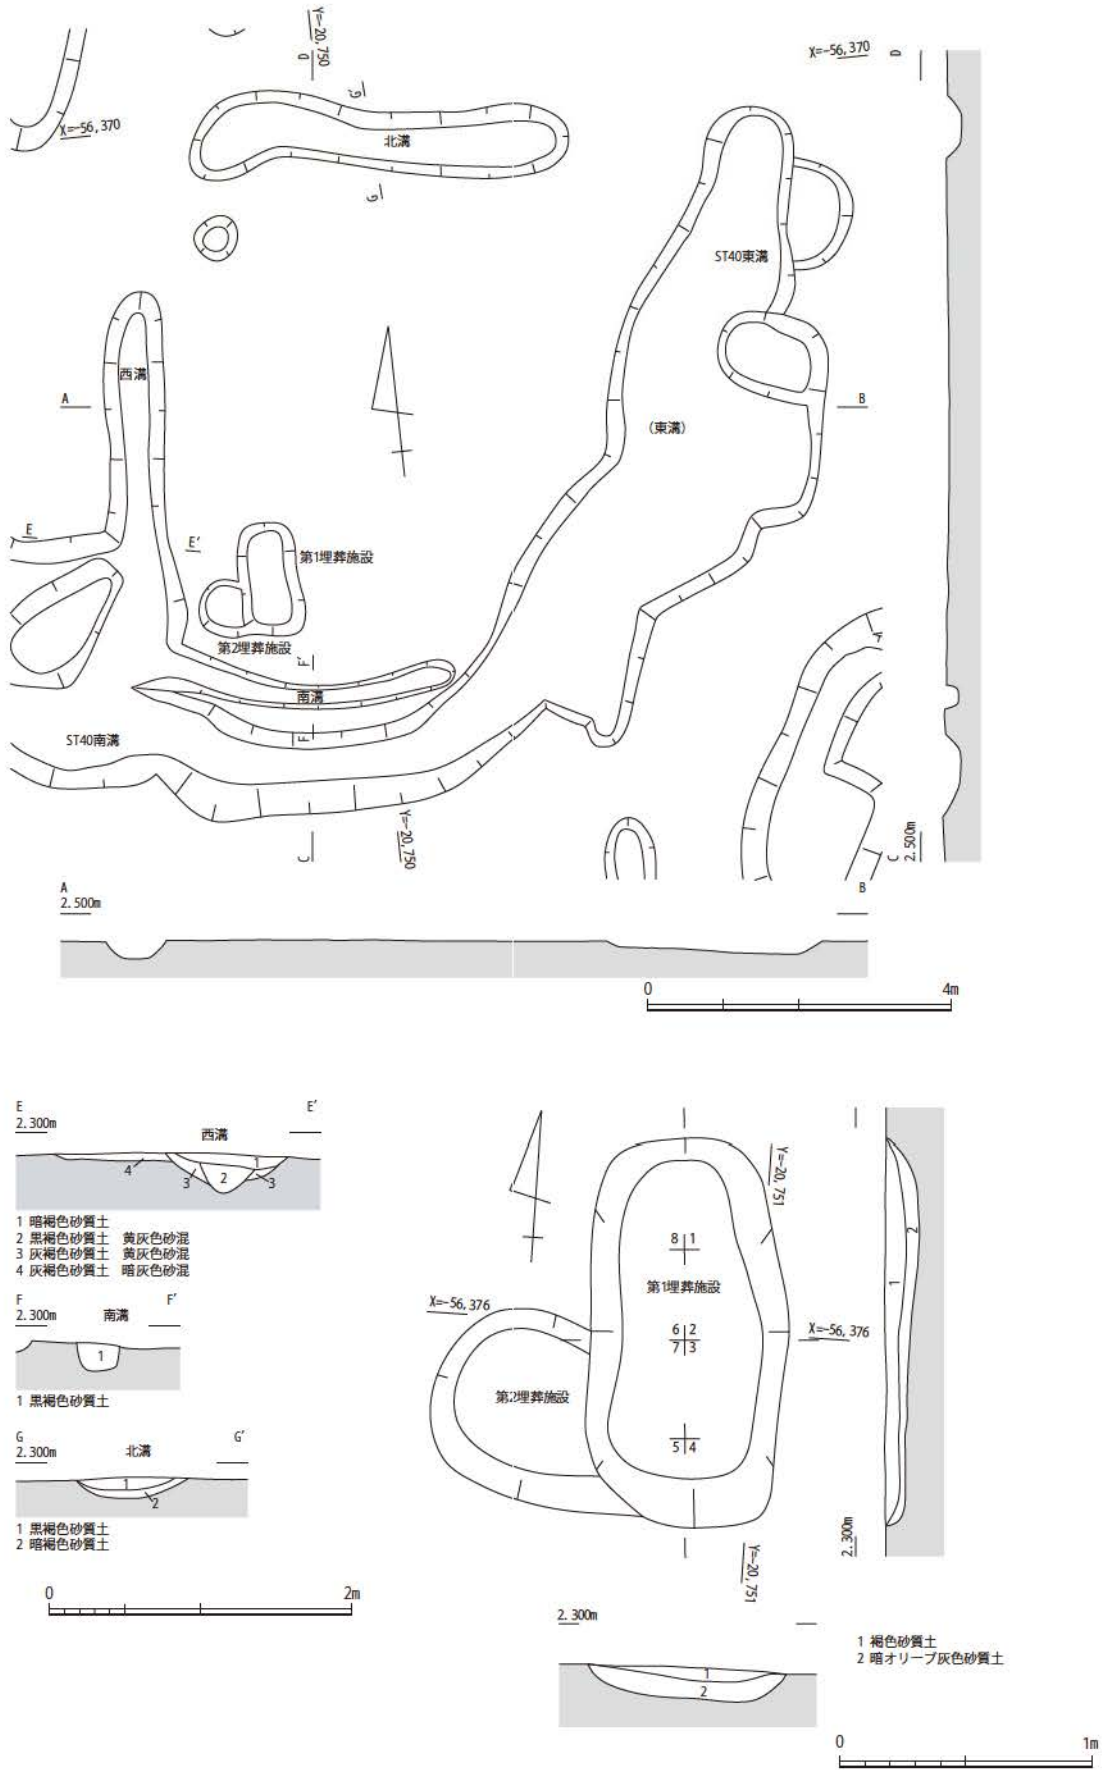 Y=-20,750
D
X=-56,370
D
X=-56,370
G'
北溝
G
ST40東溝
西溝
A
B
(東溝)
E
E'
第1埋葬施設
第2埋葬施設
F'
南溝
F
ST40南溝
Y=-20,750
C
C
2.500m
A
B
2.500m
0
4m
E
E'
2.300m
西溝
1
4
3
2
3
1 暗褐色砂質土
2 黒褐色砂質土 黄灰色砂混
3 灰褐色砂質土 黄灰色砂混
4 灰褐色砂質土 暗灰色砂混
F
F'
2.300m
南溝
1
1 黒褐色砂質土
G
G'
2.300m
北溝
1
2
1 黒褐色砂質土
2 暗褐色砂質土
0
2m
Y=-20,751
8 1
第1埋葬施設
X=-56,376
6 2
7 3
X=-56,376
第2埋葬施設
5 4
Y=-20,751
2
1
2.300m
2.300m
1
2
1 褐色砂質土
2 暗オリーブ灰色砂質土
0
1m